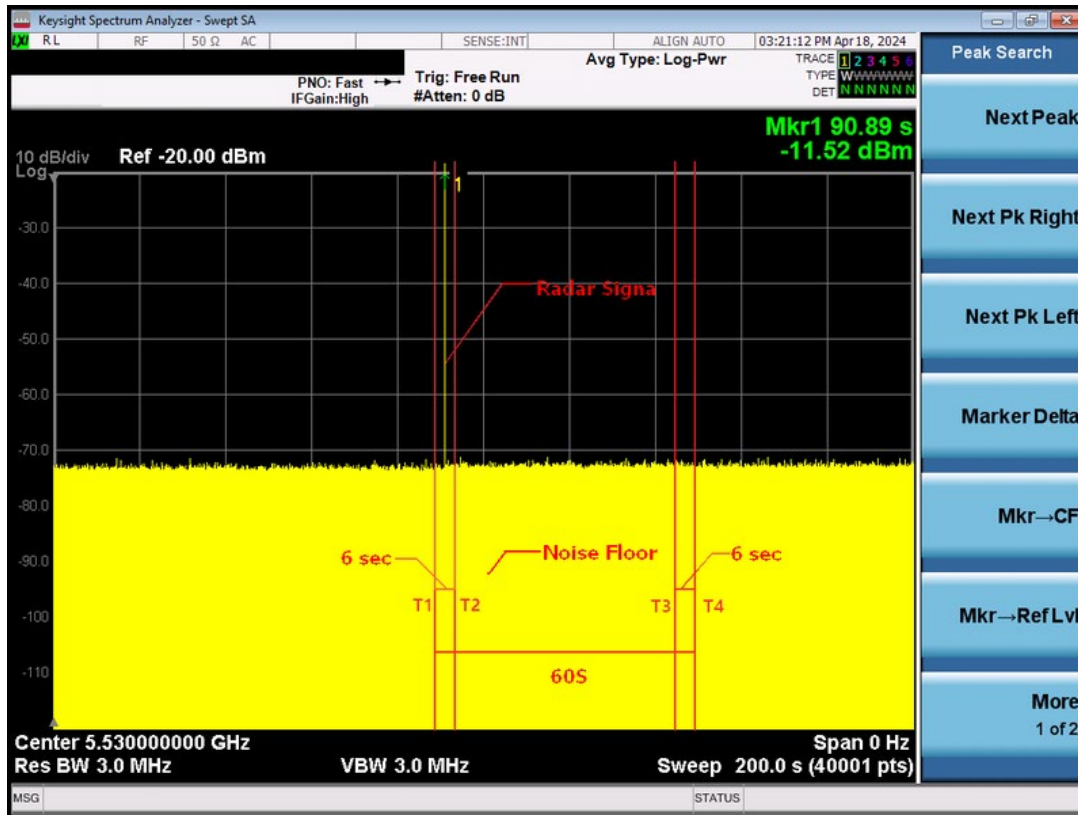 Keysight Spectrum Analyzer - Swept SA
LXI RL RF 50 Ω AC SENSE:INT ALIGN AUTO 03:21:12 PM Apr 18, 2024
PNO: Fast
IFGain:High
Trig: Free Run
#Atten: 0 dB
Avg Type: Log-Pwr
TRACE 1 2 3 4 5 6
TYPE WWWWWW
DET N N N N N N
Mkr1 90.89 s
-11.52 dBm
10 dB/div Ref -20.00 dBm
Log
1
-30.0
-40.0
Radar Signa
-50.0
-60.0
-70.0
-80.0
-90.0
6 sec Noise Floor 6 sec
T1 T2 T3 T4
-100
60S
-110
Center 5.530000000 GHz Span 0 Hz
Res BW 3.0 MHz VBW 3.0 MHz Sweep 200.0 s (40001 pts)
MSG STATUS
Peak Search
Next Peak
Next Pk Right
Next Pk Left
Marker Delta
Mkr→CF
Mkr→Ref Lvl
More
1 of 2